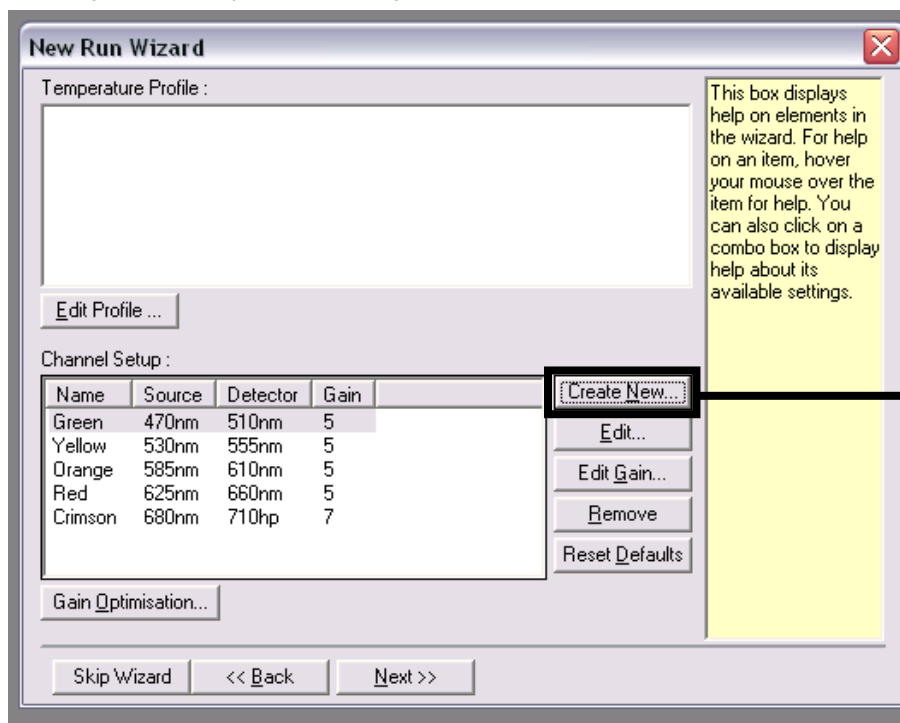 New Run Wizard
Temperature Profile :
This box displays
help on elements in
the wizard. For help
on an item, hover
your mouse over the
item for help. You
can also click on a
combo box to display
help about its
available settings.
Edit Profile ...
Channel Setup :
Name Source Detector Gain
Green 470nm 510nm 5
Yellow 530nm 555nm 5
Orange 585nm 610nm 5
Red 625nm 660nm 5
Crimson 680nm 710hp 7
Create New...
Edit...
Edit Gain...
Remove
Reset Defaults
Gain Optimisation...
Skip Wizard << Back Next >>